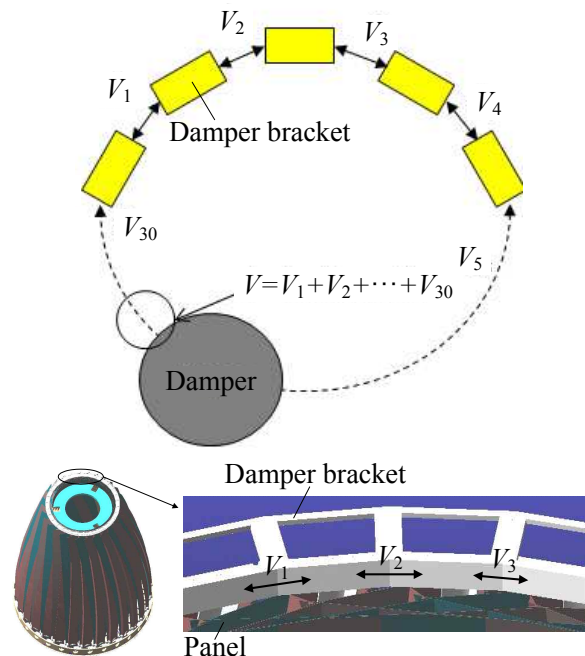 V₂
V₃
V₁
V₄
Damper bracket
V₃₀
V₅
V=V₁+V₂+⋯+V₃₀
Damper
Damper bracket
V₁
V₂
V₃
Panel